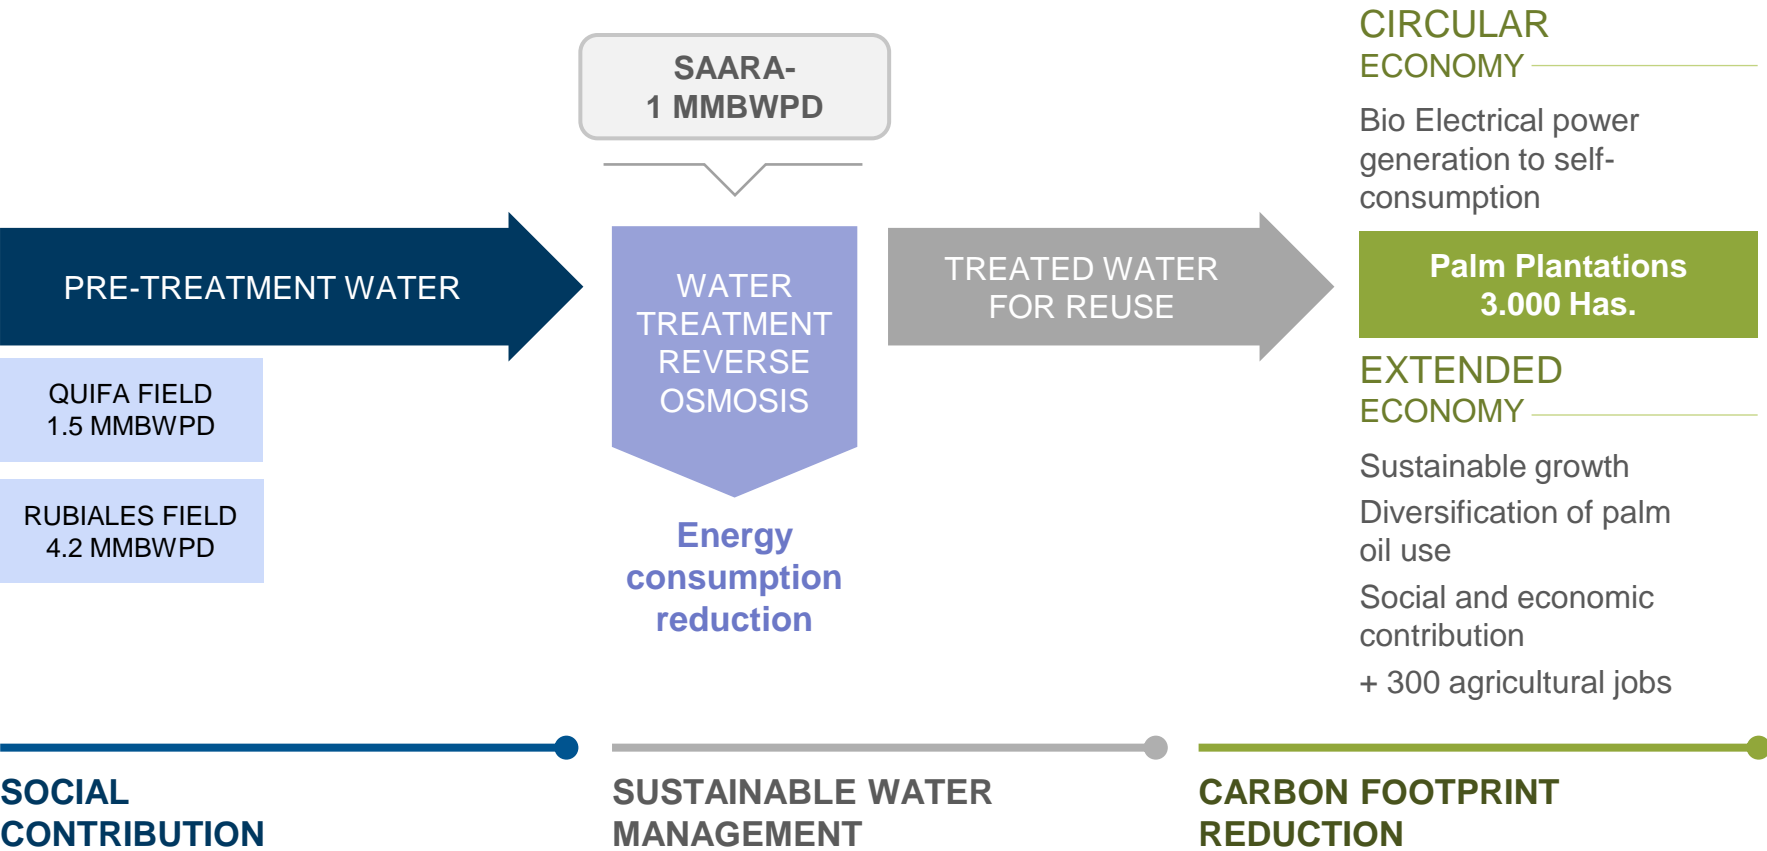 SAARA-
1 MMBWPD
PRE-TREATMENT WATER
QUIFA FIELD
1.5 MMBWPD
RUBIALES FIELD
4.2 MMBWPD
WATER
TREATMENT
REVERSE
OSMOSIS
Energy
consumption
reduction
TREATED WATER
FOR REUSE
CIRCULAR
ECONOMY
Bio Electrical power
generation to self-
consumption
Palm Plantations
3.000 Has.
EXTENDED
ECONOMY
Sustainable growth
Diversification of palm
oil use
Social and economic
contribution
+ 300 agricultural jobs
SOCIAL
CONTRIBUTION
SUSTAINABLE WATER
MANAGEMENT
CARBON FOOTPRINT
REDUCTION